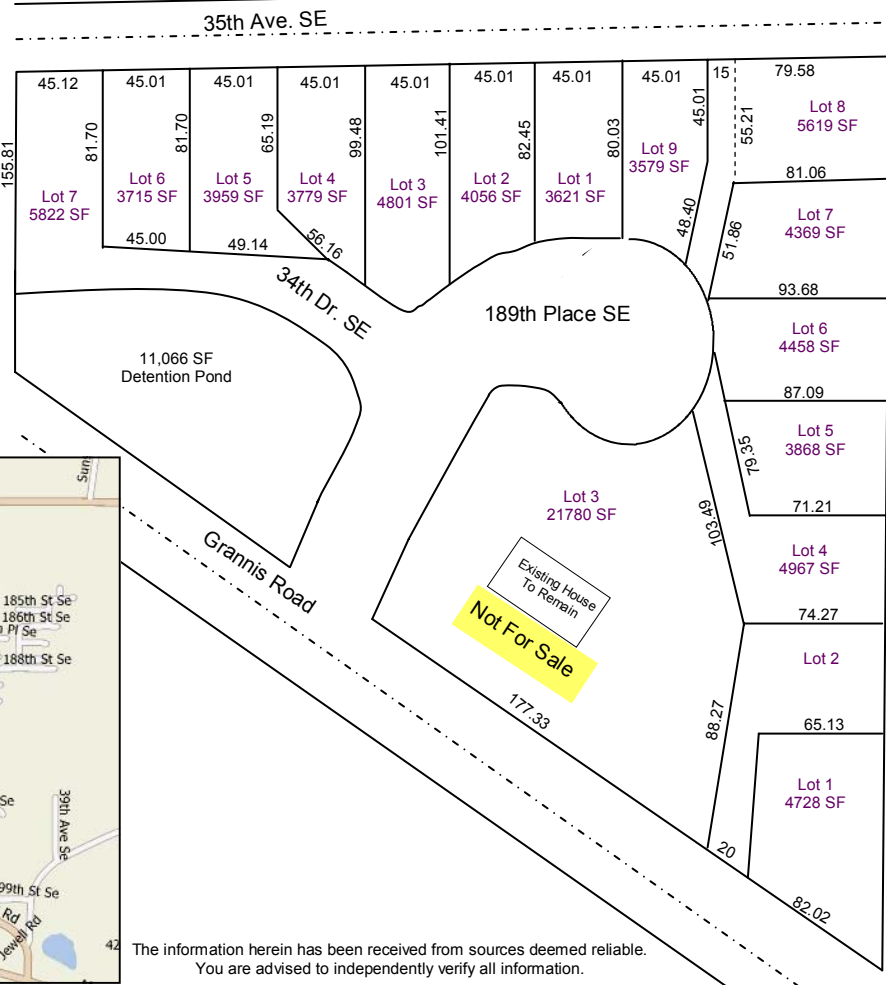 35th Ave. SE
45.12
45.01
45.01
45.01
45.01
45.01
45.01
45.01
15
79.58
155.81
81.70
81.70
65.19
99.48
101.41
82.45
80.03
45.01
55.21
Lot 7
5822 SF
Lot 6
3715 SF
Lot 5
3959 SF
Lot 4
3779 SF
Lot 3
4801 SF
Lot 2
4056 SF
Lot 1
3621 SF
Lot 9
3579 SF
Lot 8
5619 SF
81.06
45.00
49.14
56.16
48.40
51.86
Lot 7
4369 SF
93.68
34th Dr. SE
189th Place SE
Lot 6
4458 SF
87.09
11,066 SF
Detention Pond
Lot 5
3868 SF
79.35
71.21
Lot 3
21780 SF
103.49
Lot 4
4967 SF
74.27
Grannis Road
Existing House
To Remain
Not For Sale
177.33
88.27
Lot 2
65.13
Lot 1
4728 SF
20
82.02
185th St Se
186th St Se
Pl Se
188th St Se
Se
39th Ave Se
99th St Se
Rd
Jewell Rd
42
The information herein has been received from sources deemed reliable.
You are advised to independently verify all information.